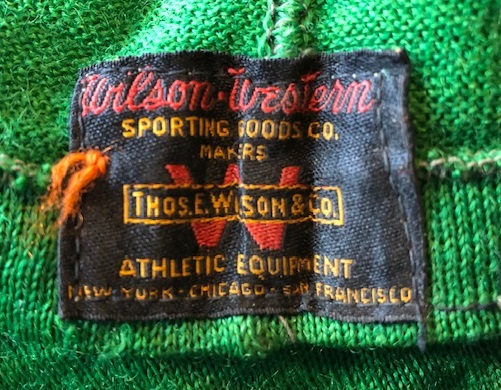 Wilson-Western
SPORTING GOODS CO.
MAKERS
THOS.E.WILSON & CO.
ATHLETIC EQUIPMENT
NEW-YORK-CHICAGO-SAN FRANCISCO